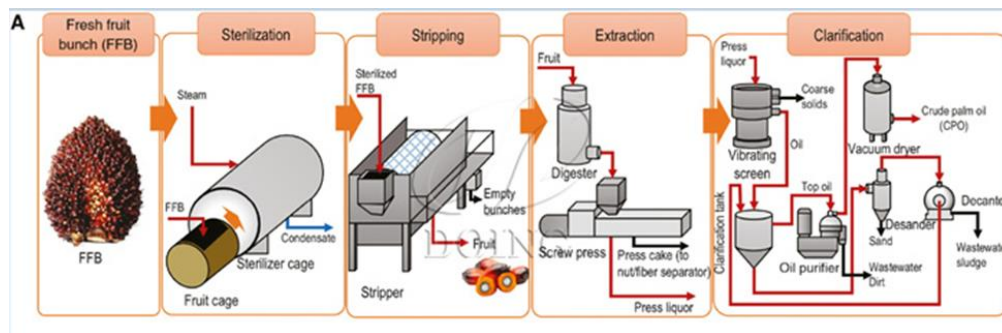 A
Fresh fruit
bunch (FFB)
FFB
Sterilization
Steam
FFB
Condensate
Sterilizer cage
Fruit cage
Stripping
Sterilized
FFB
Empty
bunches
Fruit
Stripper
Extraction
Fruit
Digester
Screw press
Press cake (to
nut/fiber separator)
Press liquor
Clarification
Press
liquor
Coarse
solids
Vibrating
screen
Oil
Vacuum dryer
Crude palm oil
(CPO)
Clarification tank
Top oil
Oil purifier
Wastewater
Dirt
Desander
Sand
Decanto
Wastewate
sludge
DOING